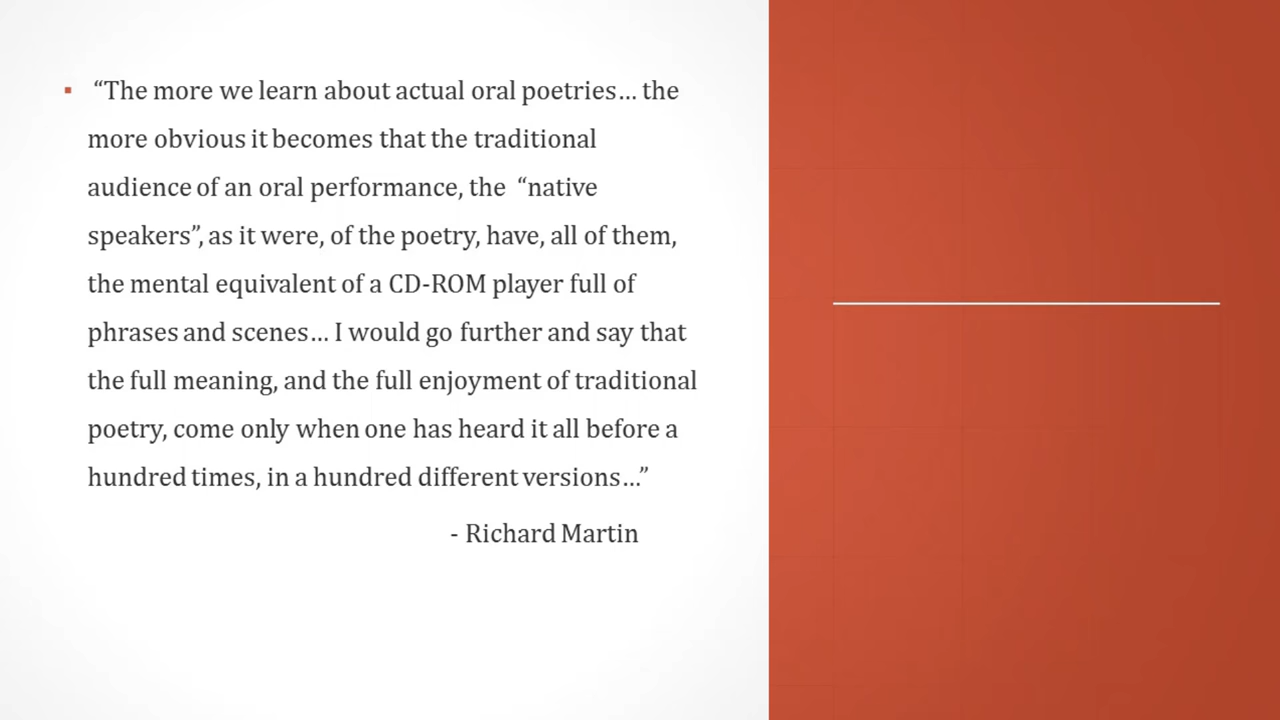 “The more we learn about actual oral poetries… the
more obvious it becomes that the traditional
audience of an oral performance, the “native
speakers”, as it were, of the poetry, have, all of them,
the mental equivalent of a CD-ROM player full of
phrases and scenes… I would go further and say that
the full meaning, and the full enjoyment of traditional
poetry, come only when one has heard it all before a
hundred times, in a hundred different versions…”
- Richard Martin